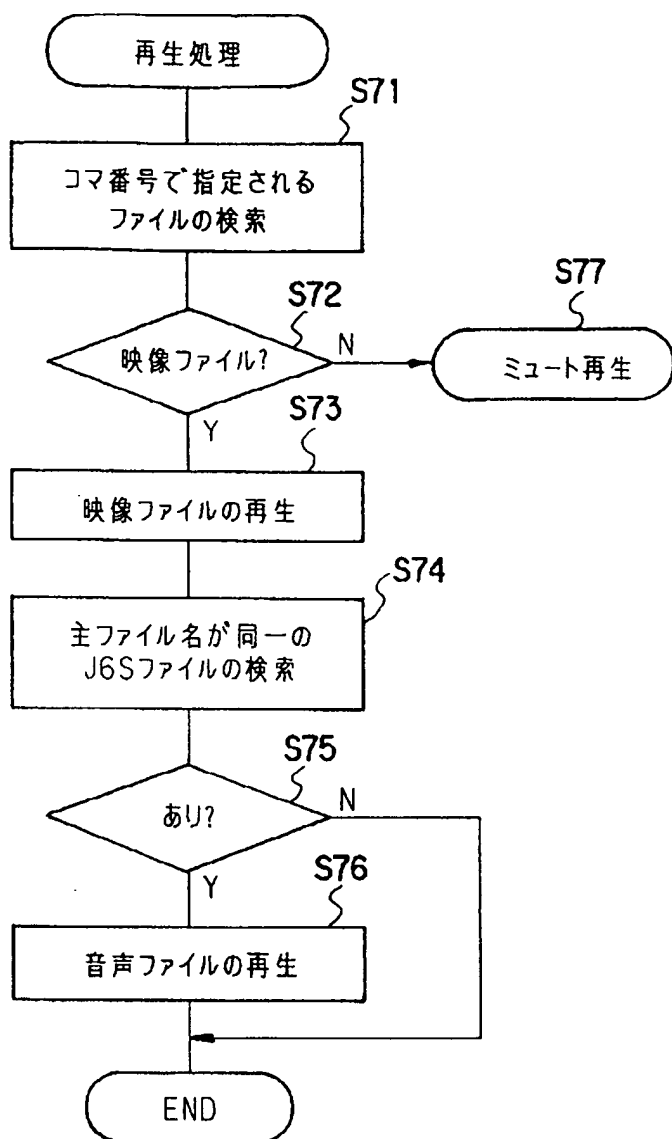 再生処理
S71
コマ番号で指定される
ファイルの検索
S72
映像ファイル?
N
S77
ミュート再生
Y
S73
映像ファイルの再生
S74
主ファイル名が同一の
J6Sファイルの検索
S75
あり?
N
Y
S76
音声ファイルの再生
END